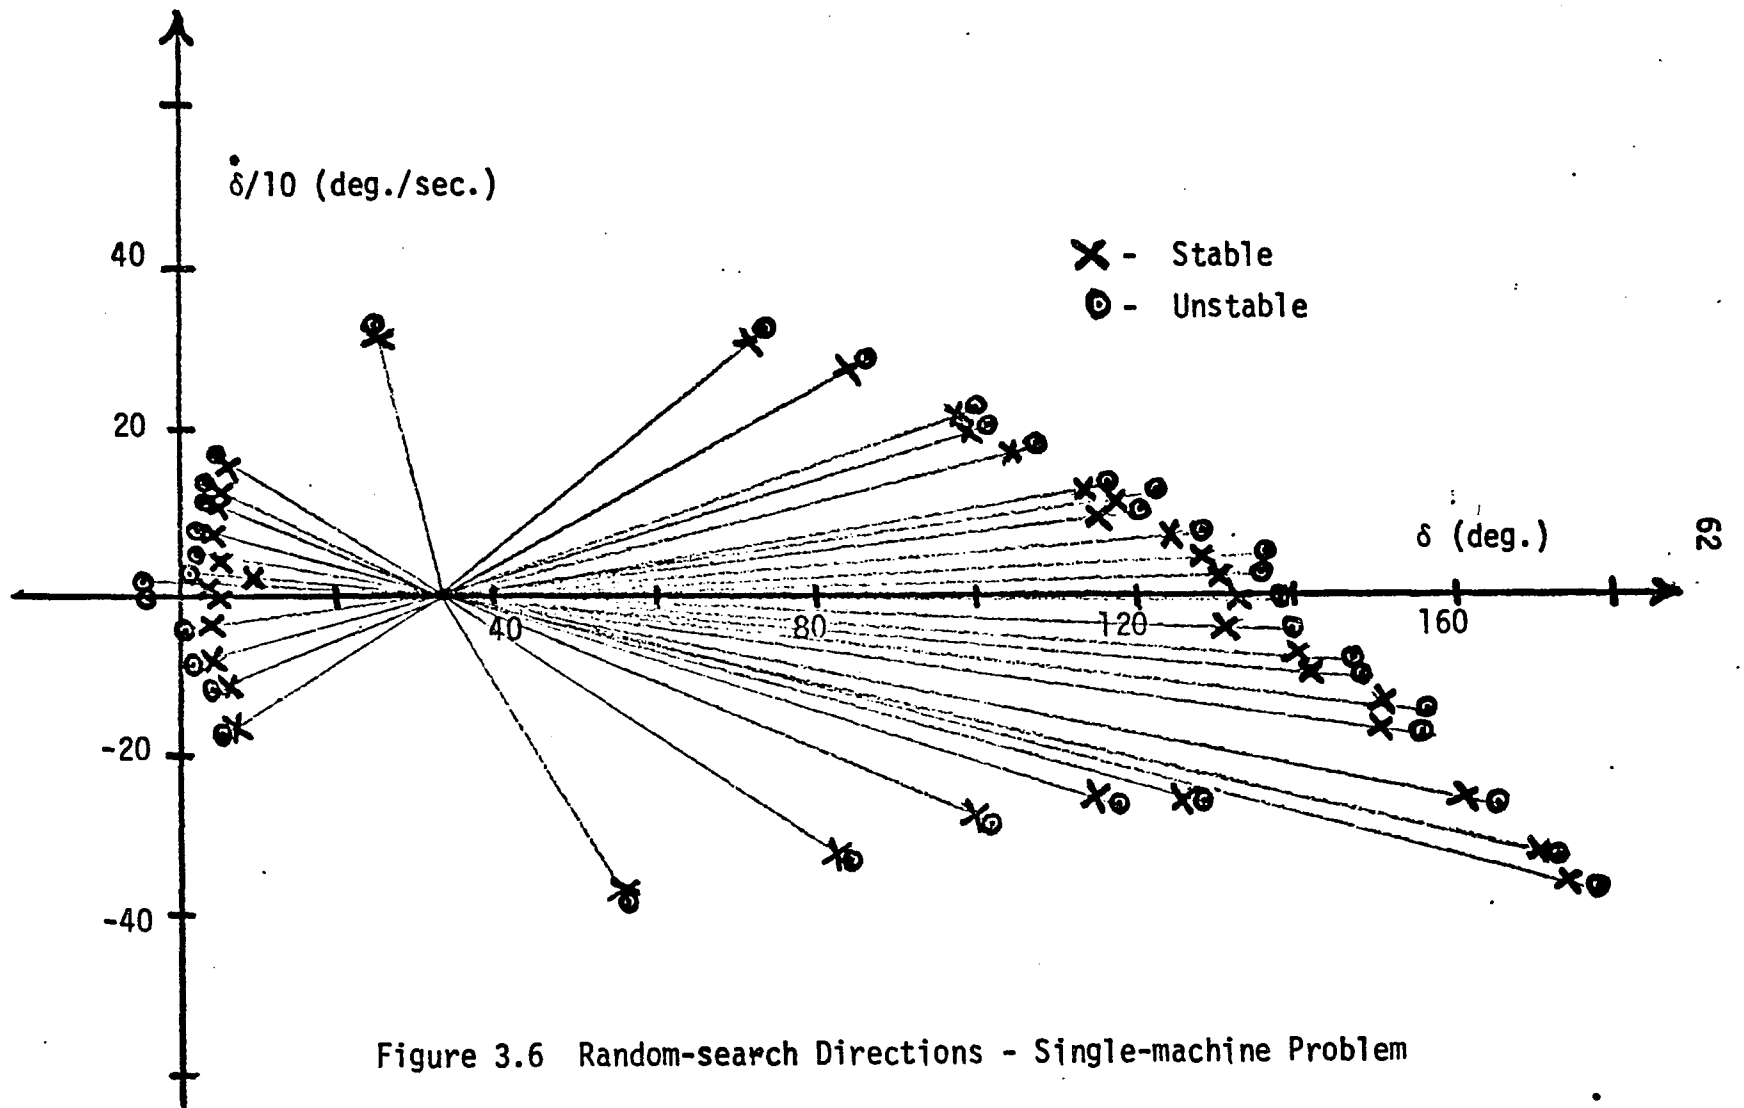 δ̇/10 (deg./sec.)
40
X - Stable
⊙ - Unstable
20
δ (deg.)
62
40
80
120
160
-20
-40
Figure 3.6 Random-search Directions - Single-machine Problem